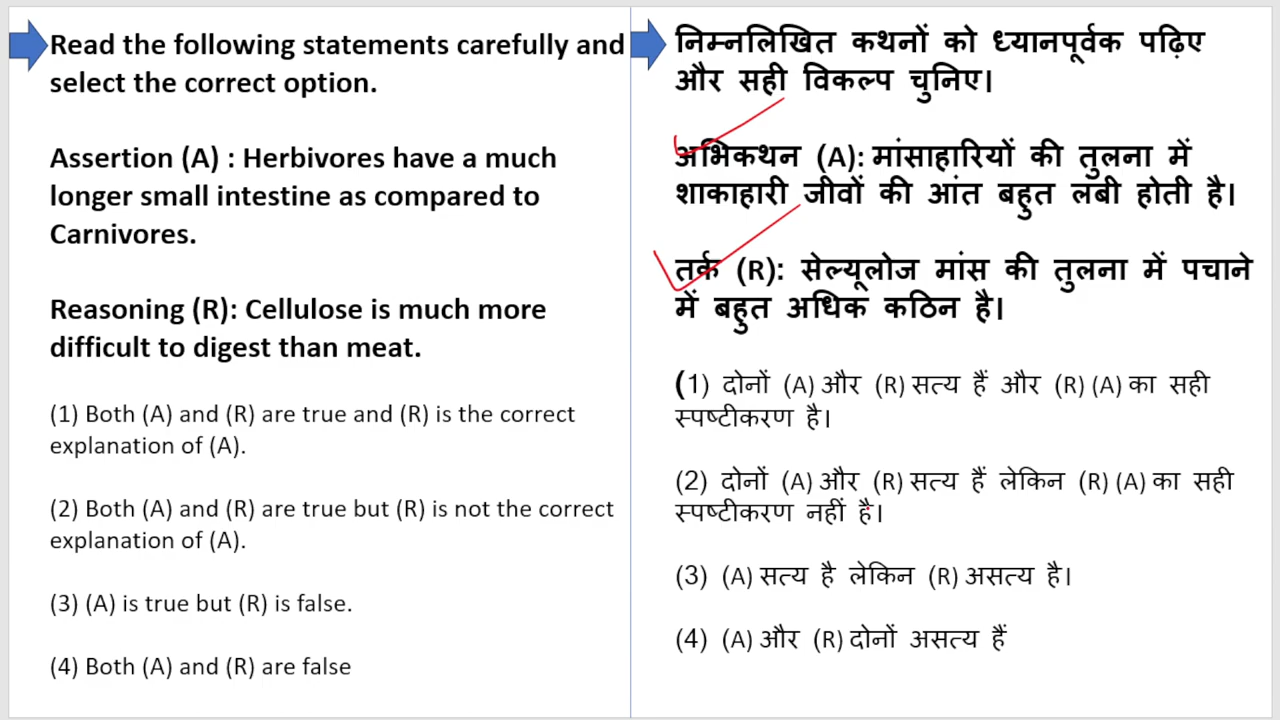 Read the following statements carefully and
select the correct option.
Assertion (A) : Herbivores have a much
longer small intestine as compared to
Carnivores.
Reasoning (R): Cellulose is much more
difficult to digest than meat.
(1) Both (A) and (R) are true and (R) is the correct
explanation of (A).
(2) Both (A) and (R) are true but (R) is not the correct
explanation of (A).
(3) (A) is true but (R) is false.
(4) Both (A) and (R) are false
निम्नलिखित कथनों को ध्यानपूर्वक पढ़िए
और सही विकल्प चुनिए।
अभिकथन (A): मांसाहारियों की तुलना में
शाकाहारी जीवों की आंत बहुत लंबी होती है।
तर्क (R): सेल्यूलोज मांस की तुलना में पचाने
में बहुत अधिक कठिन है।
(1) दोनों (A) और (R) सत्य हैं और (R) (A) का सही
स्पष्टीकरण है।
(2) दोनों (A) और (R) सत्य हैं लेकिन (R) (A) का सही
स्पष्टीकरण नहीं है।
(3) (A) सत्य है लेकिन (R) असत्य है।
(4) (A) और (R) दोनों असत्य हैं